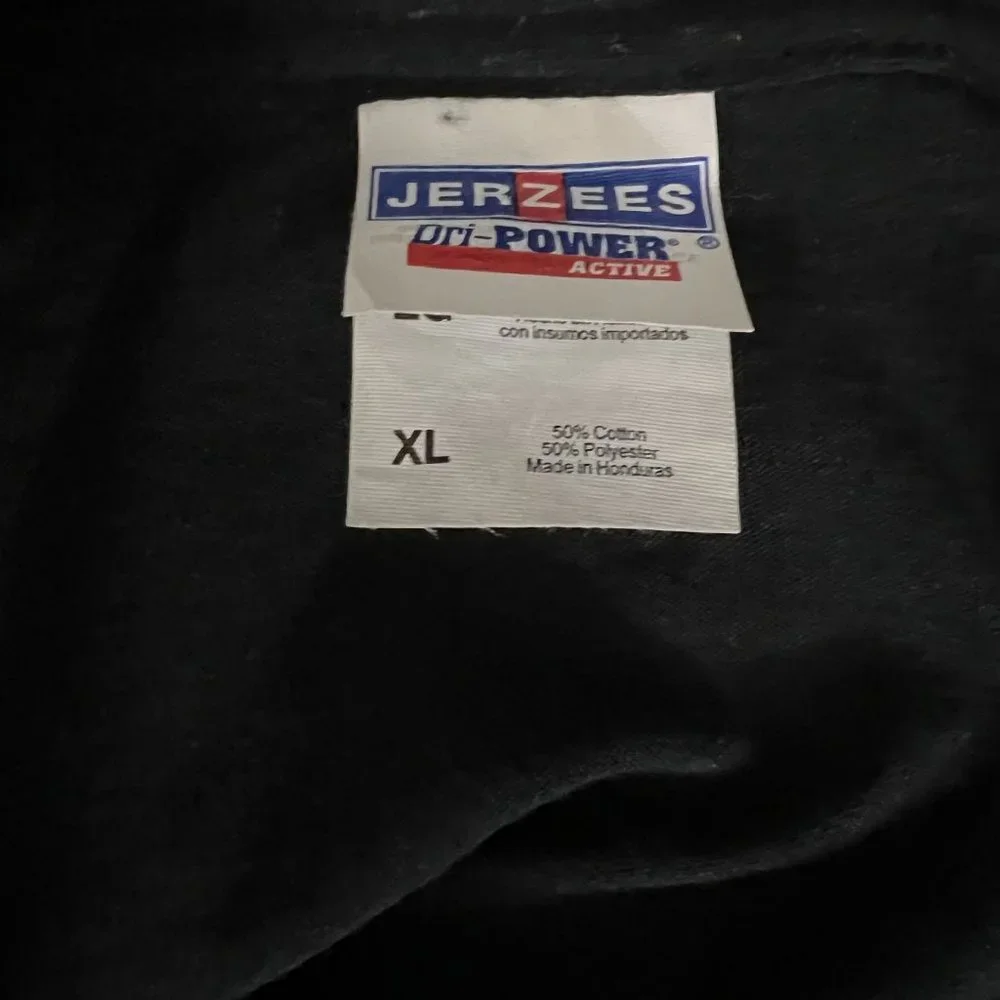 JERZEES
Dri-POWER® ®
ACTIVE
con insumos importados
XL
50% Cotton
50% Polyester
Made in Honduras